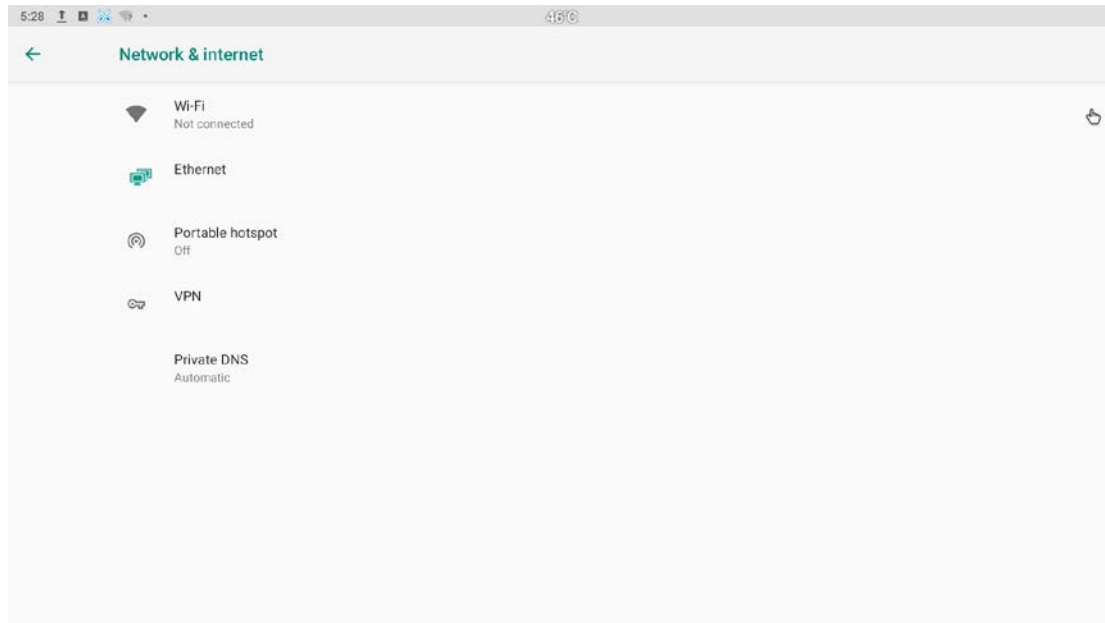 5:28
46°C
Network & internet
Wi-Fi
Not connected
Ethernet
Portable hotspot
Off
VPN
Private DNS
Automatic